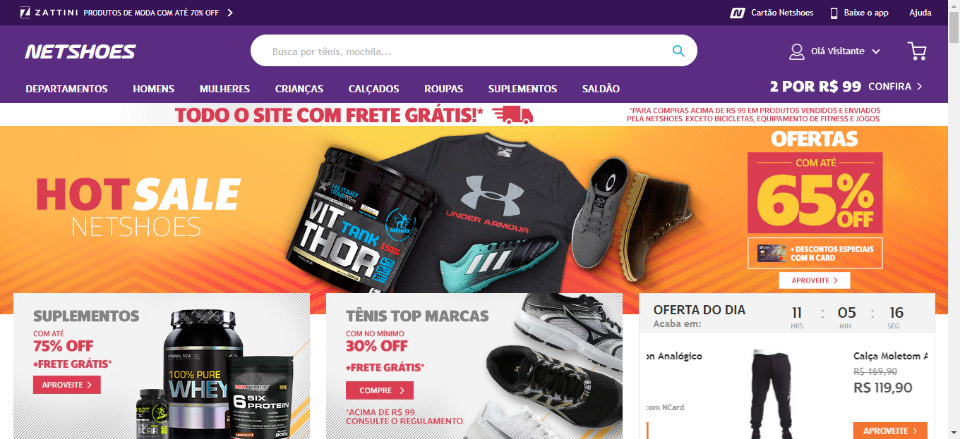 ZATTINI PRODUTOS DE MODA COM ATÉ 70% OFF
Cartão Netshoes
Baixe o app
Ajuda
NETSHOES
Busca por tênis, mochila...
Olá Visitante
DEPARTAMENTOS HOMENS MULHERES CRIANÇAS CALÇADOS ROUPAS SUPLEMENTOS SALDÃO
2 POR R$ 99 CONFIRA
TODO O SITE COM FRETE GRÁTIS!*
*PARA COMPRAS ACIMA DE R$ 99 EM PRODUTOS VENDIDOS E ENVIADOS
PELA NETSHOES. EXCETO BICICLETAS, EQUIPAMENTO DE FITNESS E JOGOS.
HOT SALE
NETSHOES
MILITARY
TRAIL
VIT
TANK
THOR
UNDER ARMOUR
OFERTAS
COM ATÉ
65%
OFF
+ DESCONTOS ESPECIAIS
COM N CARD
APROVEITE
SUPLEMENTOS
COM ATÉ
75% OFF
+FRETE GRÁTIS*
APROVEITE
100% PURE
WHEY
6 SIX
PROTEIN
TÊNIS TOP MARCAS
COM NO MÍNIMO
30% OFF
+FRETE GRÁTIS*
COMPRE
*ACIMA DE R$ 99.
CONSULTE O REGULAMENTO.
OFERTA DO DIA
Acaba em:
11 : 05 : 16
HRS MIN SEG
on Analógico
com NCard
Calça Moletom A
R$ 169,90
R$ 119,90
APROVEITE